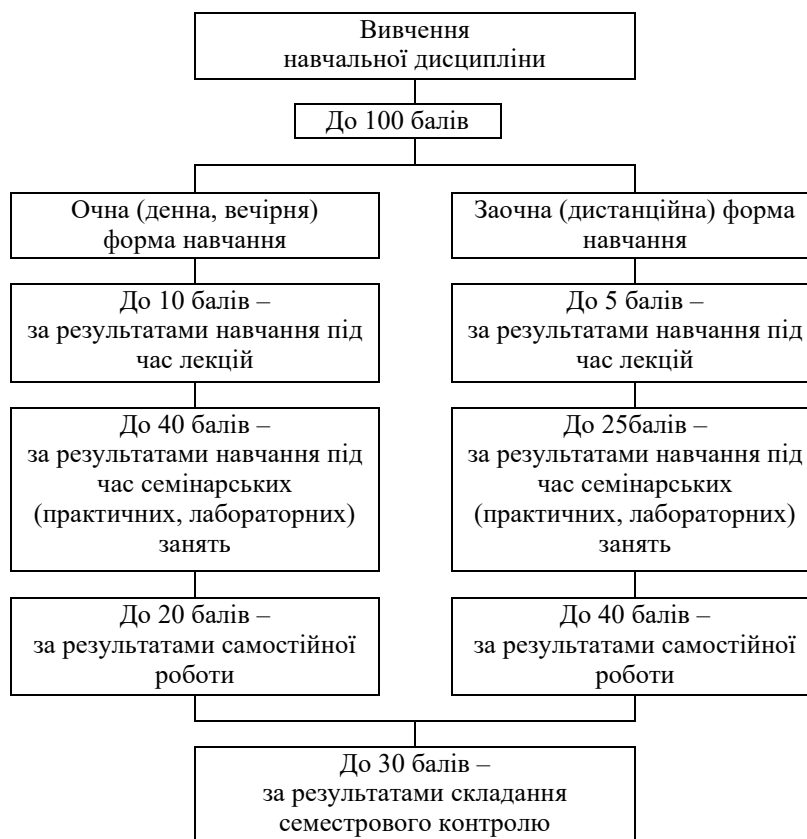 Вивчення
навчальної дисципліни
До 100 балів
Очна (денна, вечірня)
форма навчання
Заочна (дистанційна) форма
навчання
До 10 балів –
за результатами навчання під
час лекцій
До 5 балів –
за результатами навчання під
час лекцій
До 40 балів –
за результатами навчання під
час семінарських
(практичних, лабораторних)
занять
До 25балів –
за результатами навчання під
час семінарських
(практичних, лабораторних)
занять
До 20 балів –
за результатами самостійної
роботи
До 40 балів –
за результатами самостійної
роботи
До 30 балів –
за результатами складання
семестрового контролю